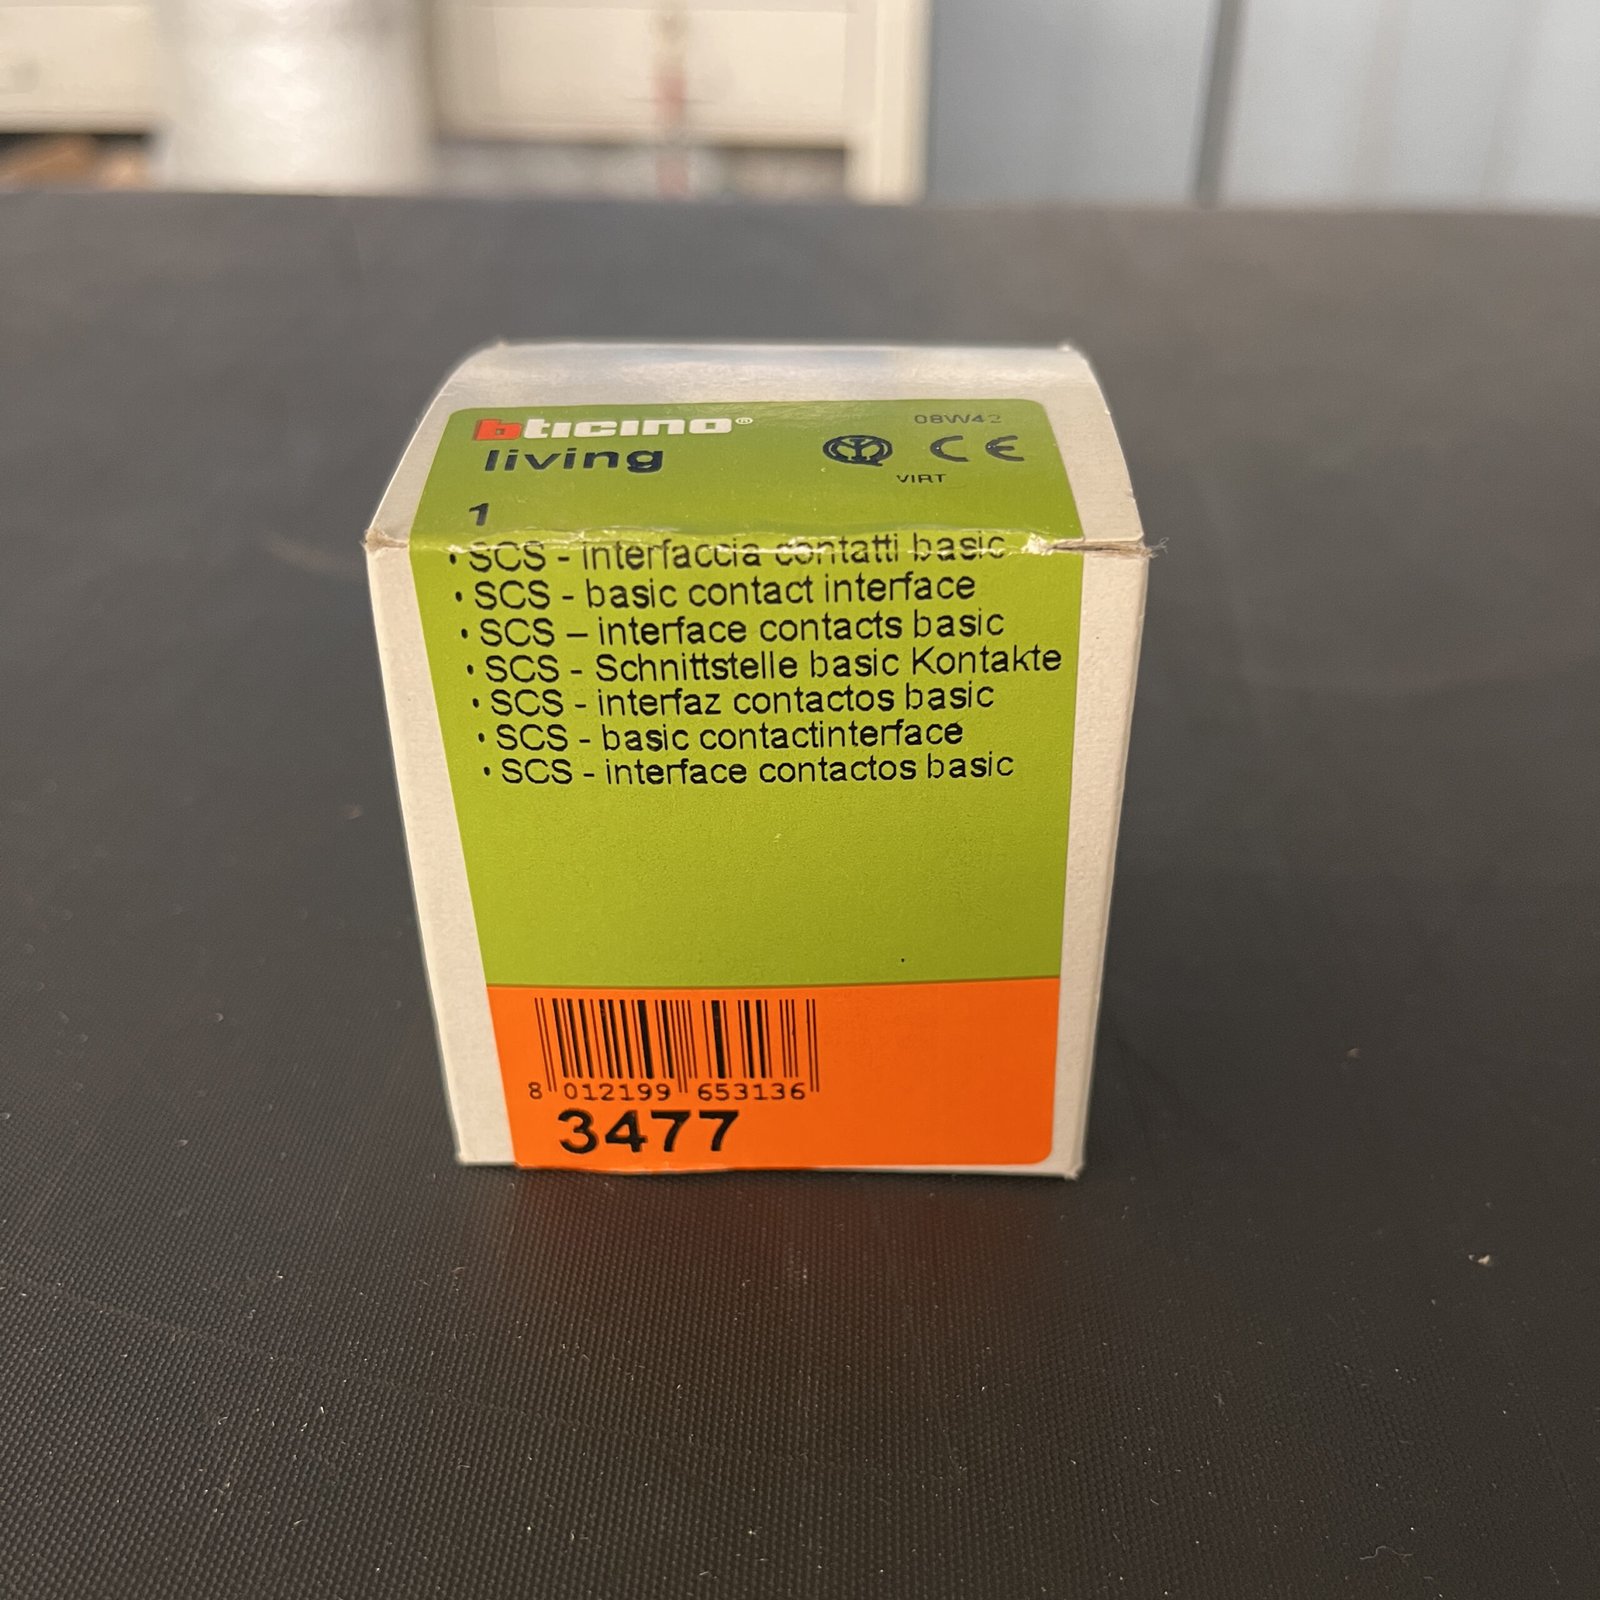 bticino®
08W42
living
CE
VIRT
1
• SCS - interfaccia contatti basic
• SCS - basic contact interface
• SCS – interface contacts basic
• SCS - Schnittstelle basic Kontakte
• SCS - interfaz contactos basic
• SCS - basic contactinterface
• SCS - interface contactos basic
8 012199 653136
3477